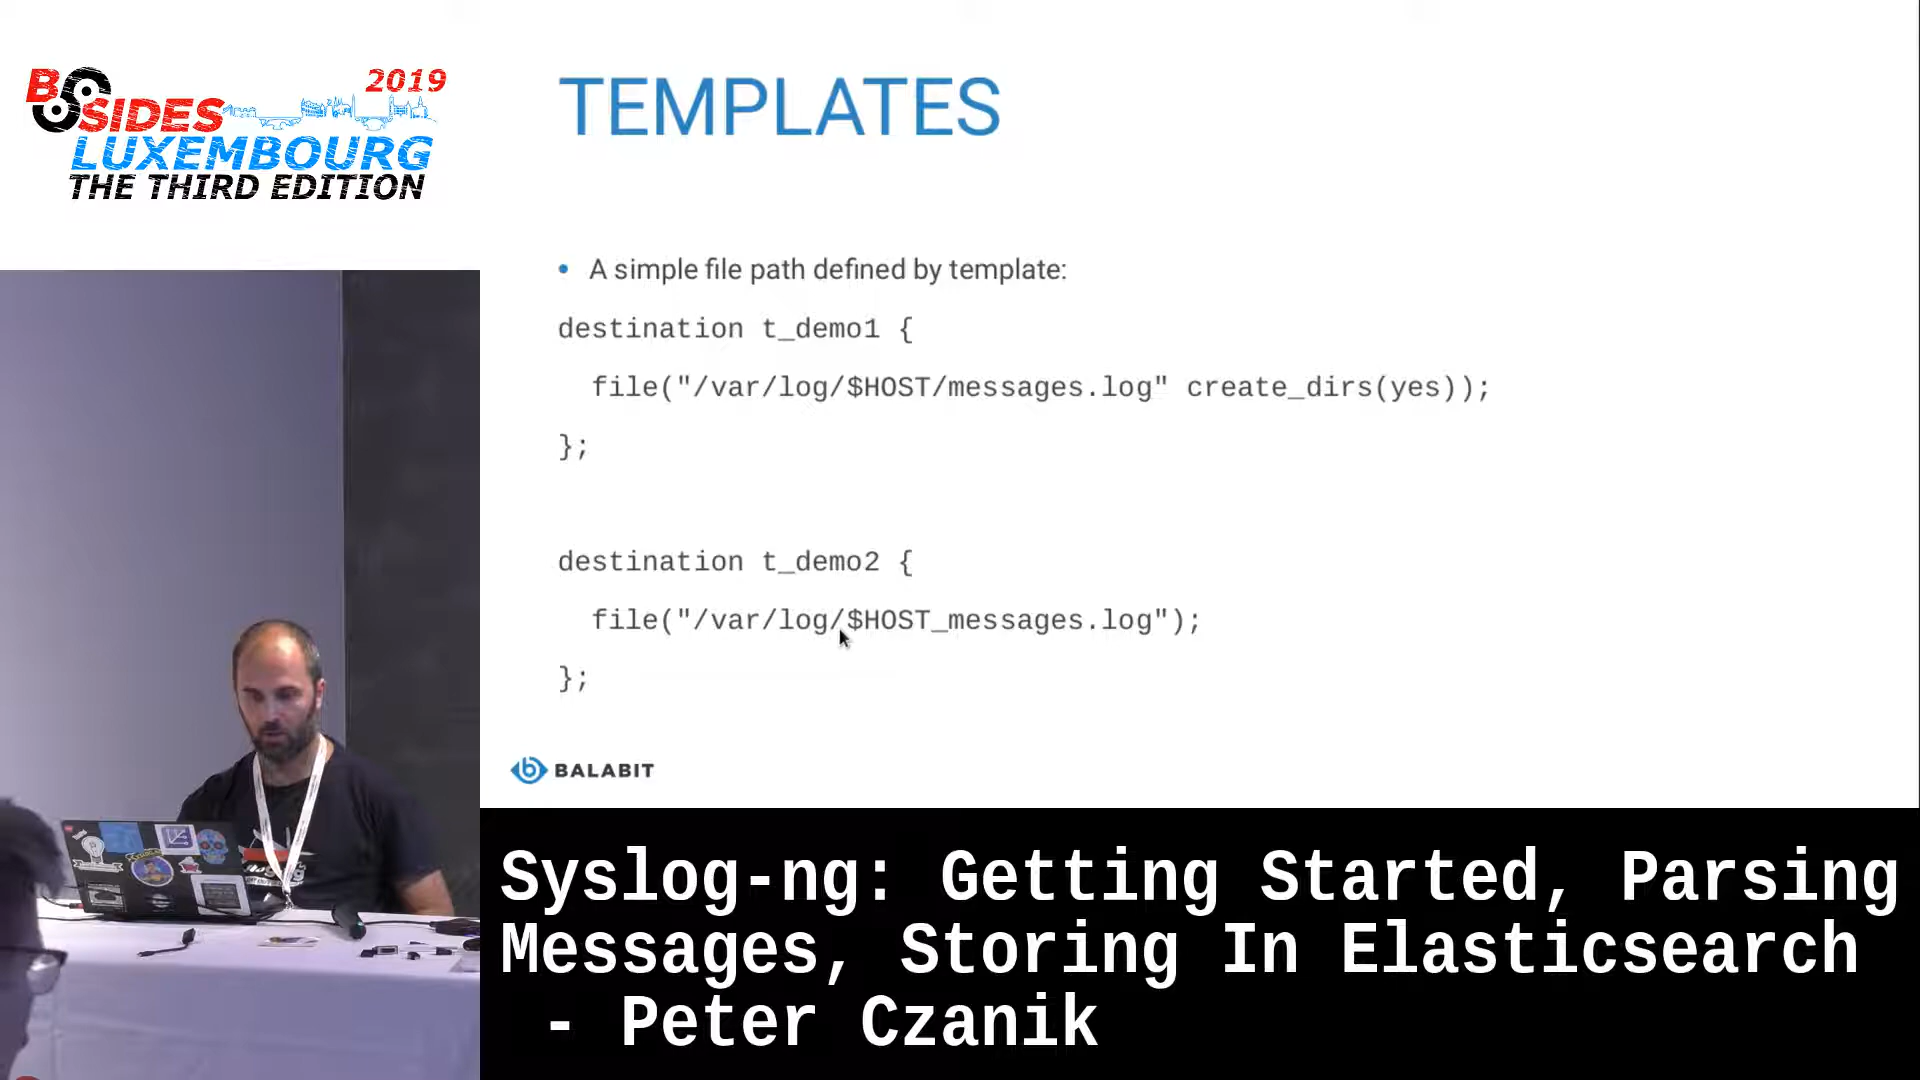 BSIDES 2019
LUXEMBOURG
THE THIRD EDITION
TEMPLATES
• A simple file path defined by template:
destination t_demo1 {
file("/var/log/$HOST/messages.log" create_dirs(yes));
};
destination t_demo2 {
file("/var/log/$HOST_messages.log");
};
BALABIT
Syslog-ng: Getting Started, Parsing
Messages, Storing In Elasticsearch
- Peter Czanik